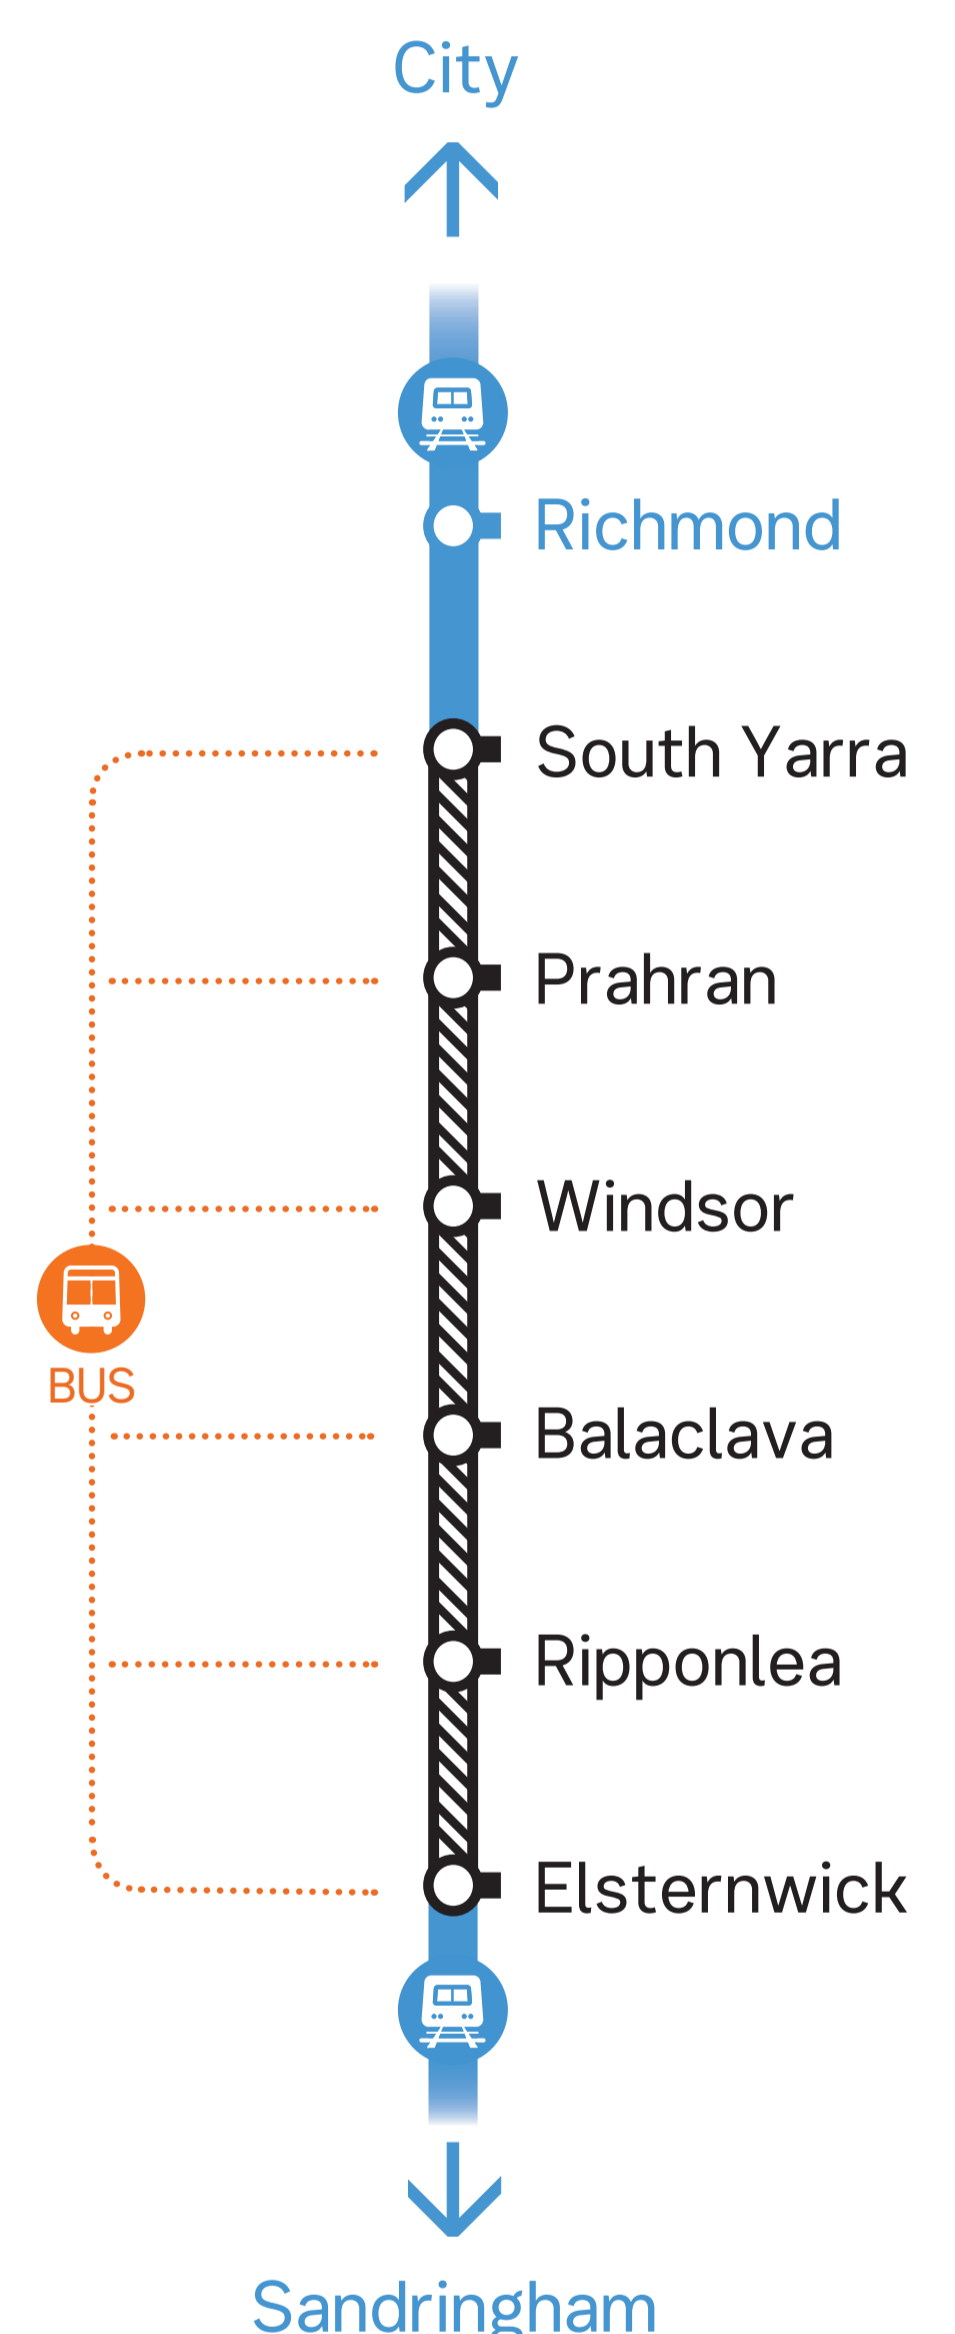 City
Richmond
South Yarra
Prahran
Windsor
BUS
Balaclava
Ripponlea
Elsternwick
Sandringham